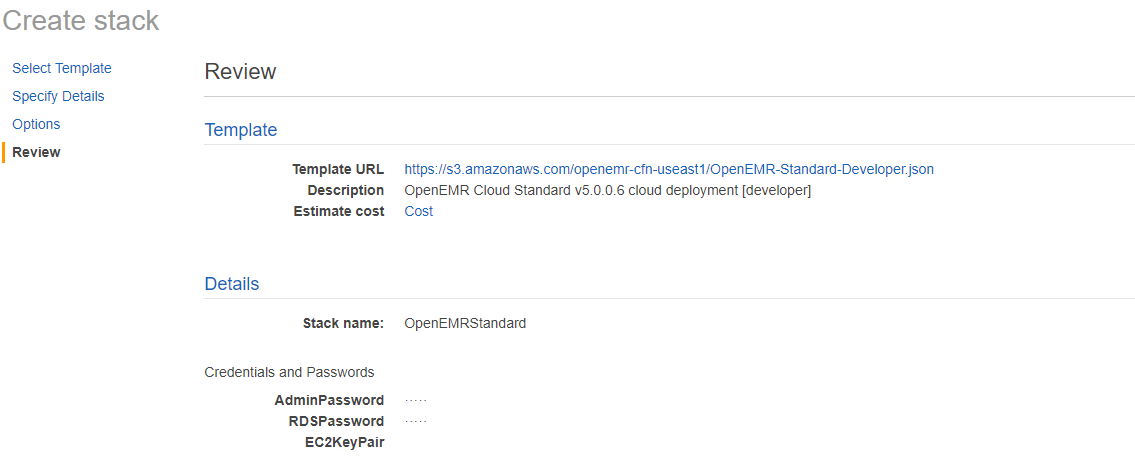 Create stack
Select Template
Specify Details
Options
Review
Review
Template
Template URL https://s3.amazonaws.com/openemr-cfn-useast1/OpenEMR-Standard-Developer.json
Description OpenEMR Cloud Standard v5.0.0.6 cloud deployment [developer]
Estimate cost Cost
Details
Stack name: OpenEMRStandard
Credentials and Passwords
AdminPassword ·····
RDSPassword ·····
EC2KeyPair